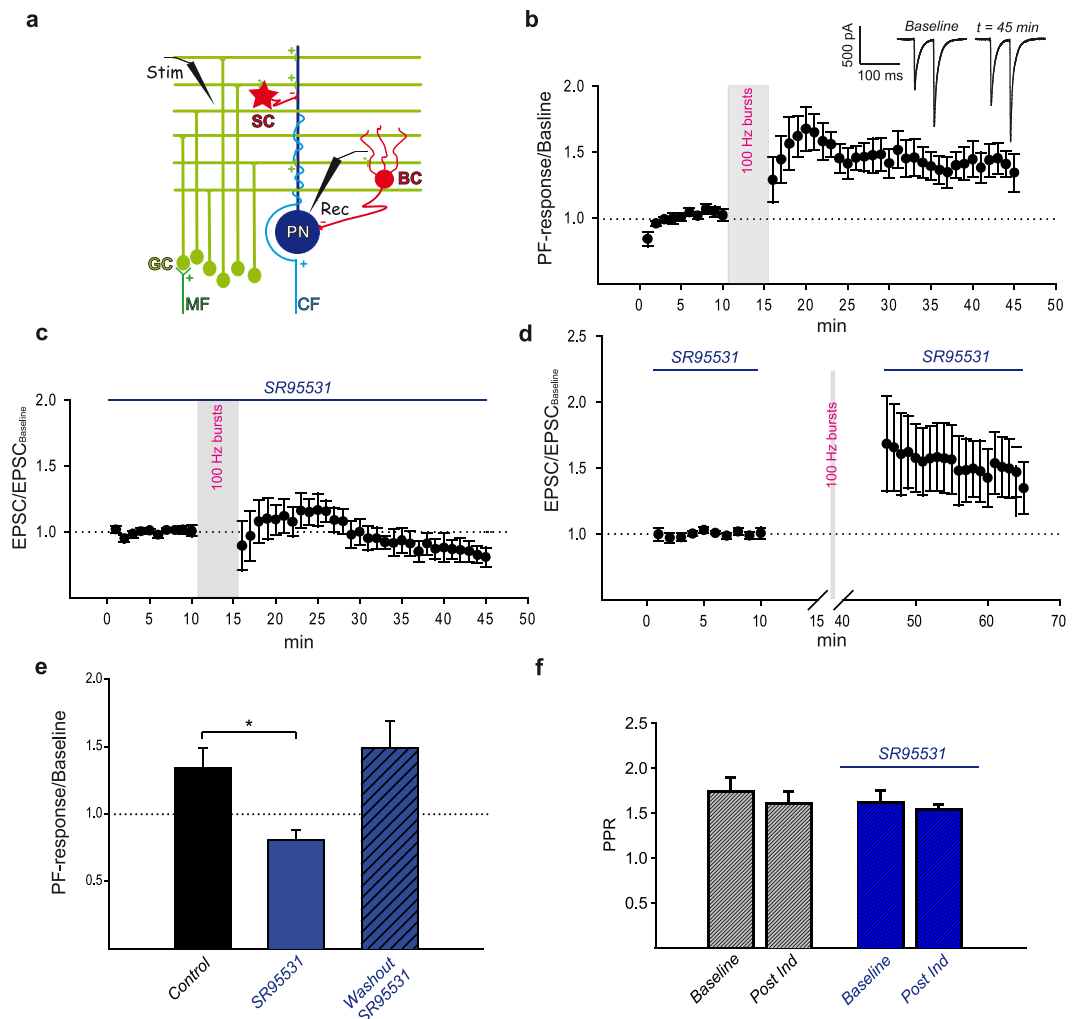 a
Stim
SC
BC
Rec
PN
GC
MF
CF
+
+
+
+
+
+
-
-
b
Baseline
t = 45 min
500 pA
100 ms
PF-response/Basline
2.0
1.5
1.0
100 Hz bursts
0 5 10 15 20 25 30 35 40 45 50
min
c
SR95531
EPSC/EPSCBaseline
2.0
1.5
1.0
100 Hz bursts
0 5 10 15 20 25 30 35 40 45 50
min
d
SR95531
SR95531
EPSC/EPSCBaseline
2.5
2.0
1.5
1.0
100 Hz bursts
0 5 10 15 40 50 60 70
min
e
PF-response/Baseline
2.0
1.5
1.0
0.5
*
Control
SR95531
Washout
SR95531
f
SR95531
PPR
2.5
2.0
1.5
1.0
0.5
Baseline
Post Ind
Baseline
Post Ind